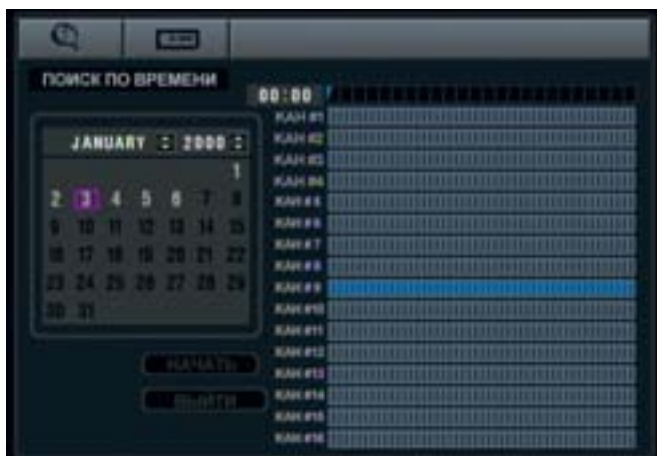 ПОИСК ПО ВРЕМЕНИ
00:00
JANUARY 2000
1
2 3 4 5 6 7 8
9 10 11 12 13 14 15
16 17 18 19 20 21 22
23 24 25 26 27 28 29
30 31
НАЧАТЬ
ВЫЙТИ
КАН #1
КАН #2
КАН #3
КАН #4
КАН # 5
КАН # 6
КАН # 7
КАН # 8
КАН # 9
КАН #10
КАН #11
КАН #12
КАН #13
КАН #14
КАН #15
КАН #16